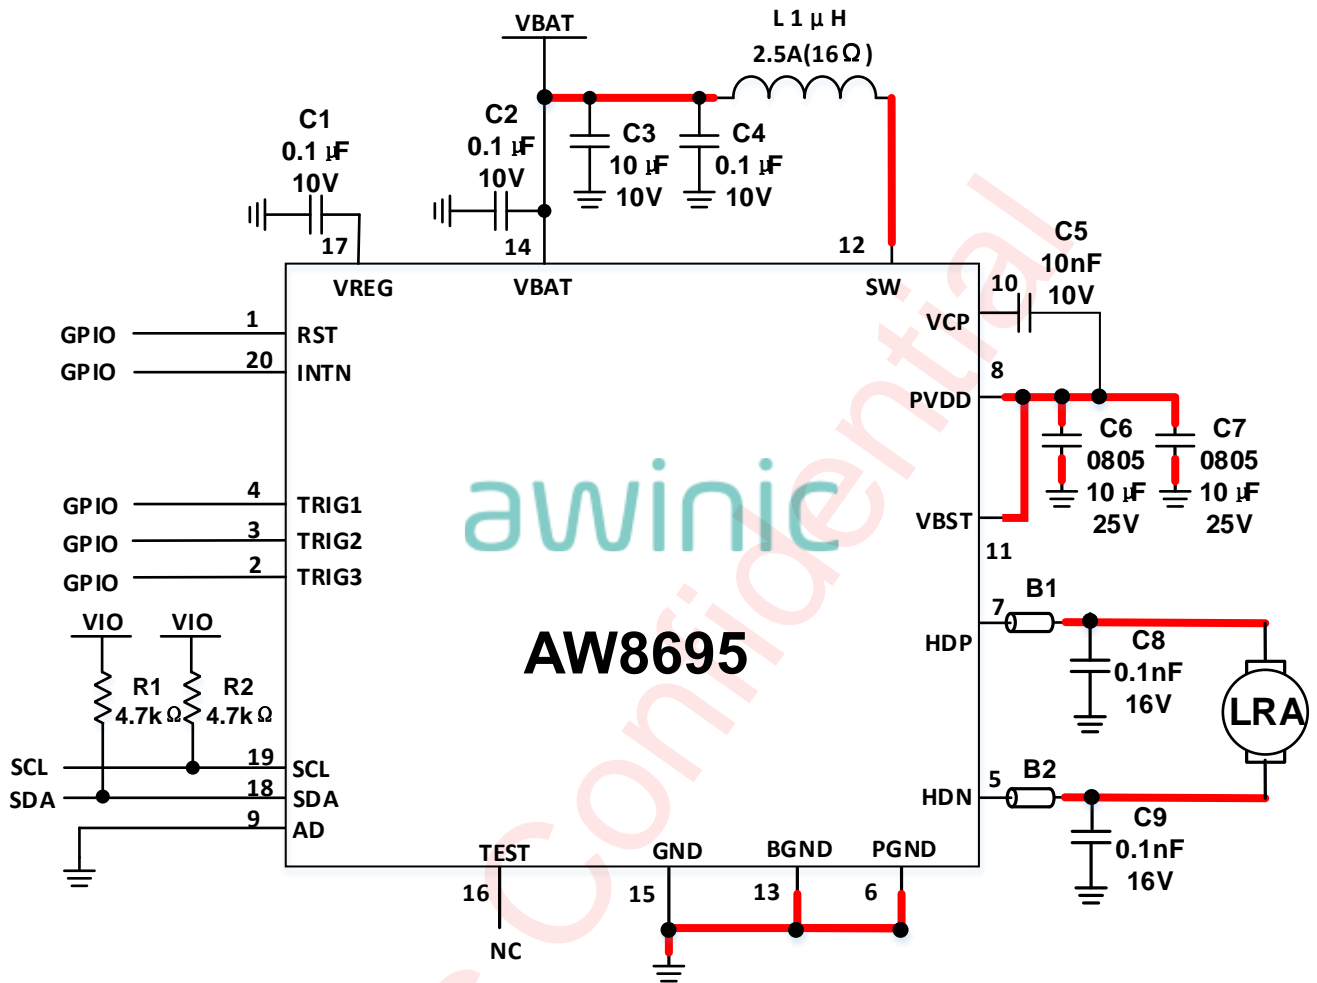 VBAT
L 1 μ H
2.5A(16Ω)
C1
0.1 μF
10V
C2
0.1 μF
10V
C3
10 μF
10V
C4
0.1 μF
10V
17
14
12
VREG
VBAT
SW
C5
10nF
10V
10
VCP
GPIO
1
RST
GPIO
20
INTN
8
PVDD
C6
0805
10 μF
25V
C7
0805
10 μF
25V
awinic
GPIO
4
TRIG1
GPIO
3
TRIG2
GPIO
2
TRIG3
VBST
11
VIO
VIO
B1
7
HDP
C8
0.1nF
16V
AW8695
R1
4.7kΩ
R2
4.7kΩ
LRA
SCL
19
SCL
SDA
18
SDA
9
AD
B2
5
HDN
C9
0.1nF
16V
TEST
GND
BGND
PGND
16
15
13
6
NC
Confidential